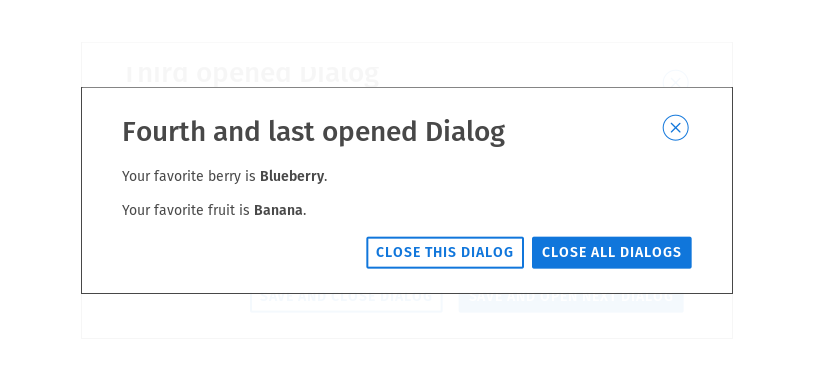 Third opened Dialog
Fourth and last opened Dialog
Your favorite berry is Blueberry.
Your favorite fruit is Banana.
CLOSE THIS DIALOG
CLOSE ALL DIALOGS
SAVE AND CLOSE DIALOG
SAVE AND OPEN NEXT DIALOG